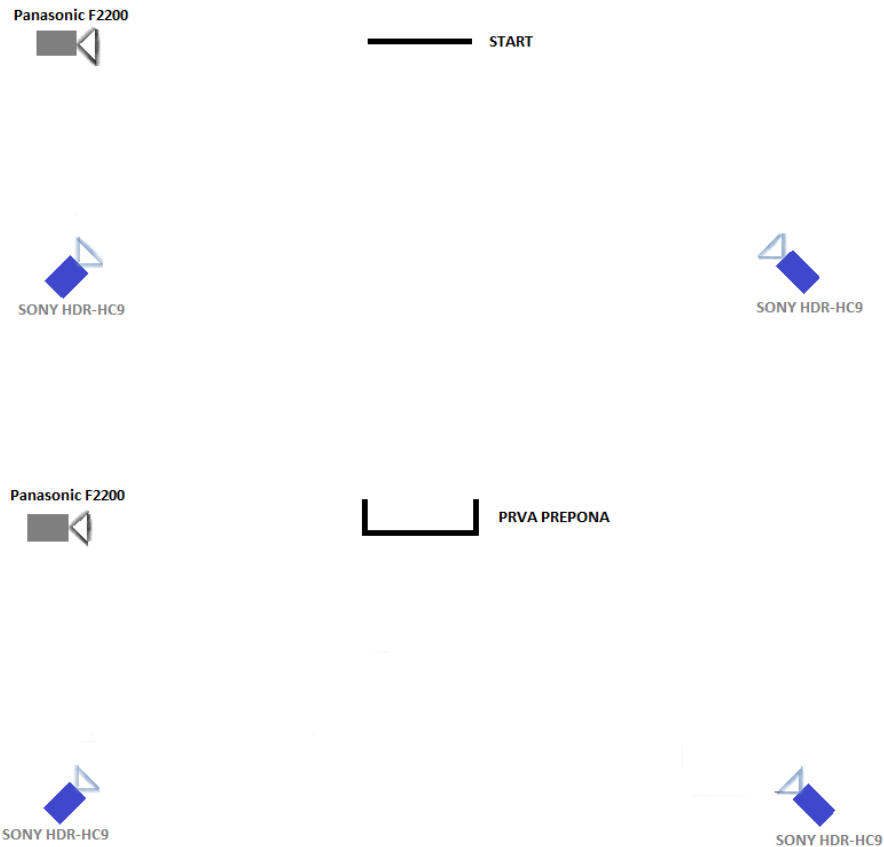 Panasonic F2200
START
SONY HDR-HC9
SONY HDR-HC9
Panasonic F2200
PRVA PREPONA
SONY HDR-HC9
SONY HDR-HC9